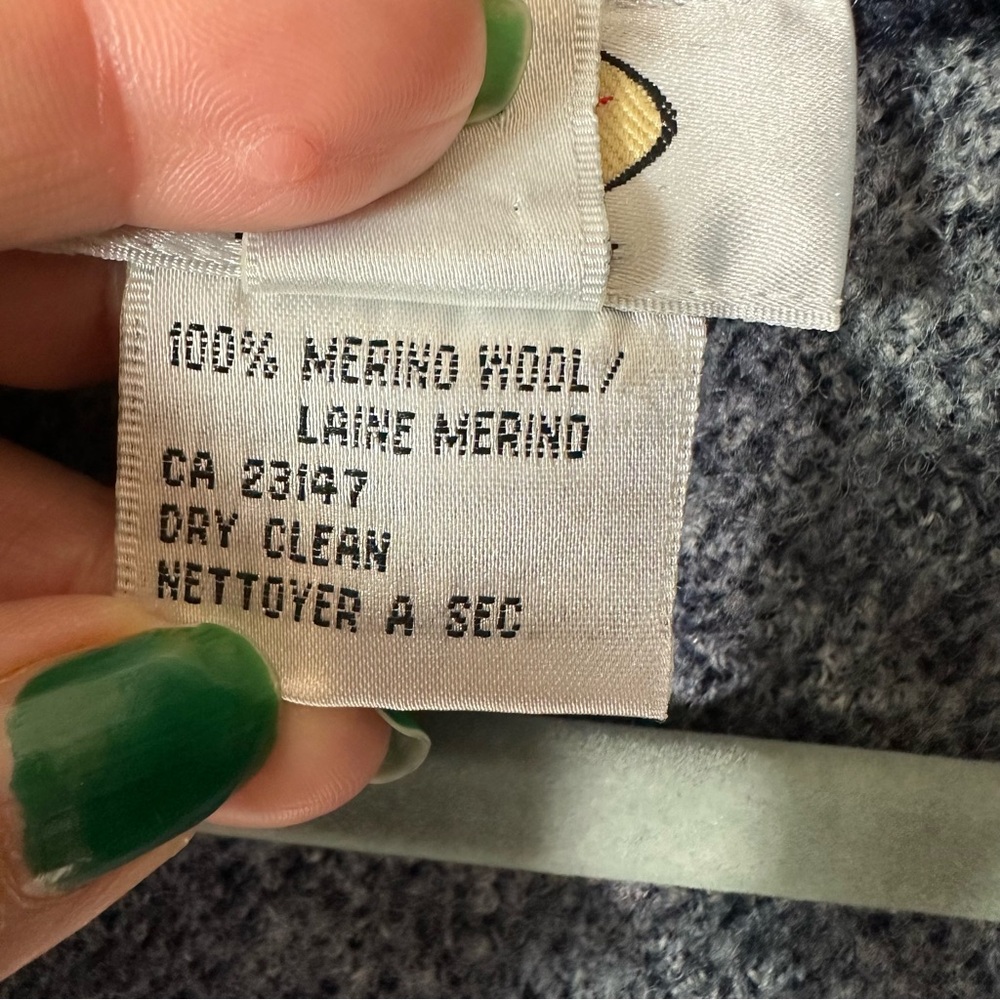 100% MERINO WOOL/
LAINE MERINO
CA 23147
DRY CLEAN
NETTOYER A SEC